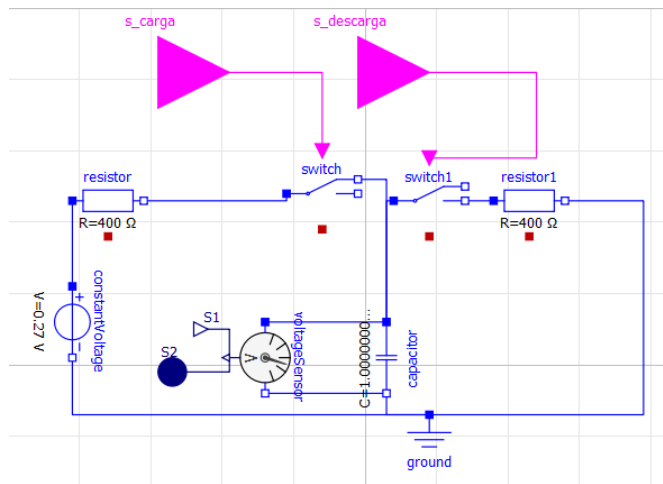 s_carga
s_descarga
resistor
switch
switch1
resistor1
R=400 Ω
R=400 Ω
V=0.27 V
+
constantVoltage
S1
S2
V
voltageSensor
C=1.0000000...
capacitor
ground